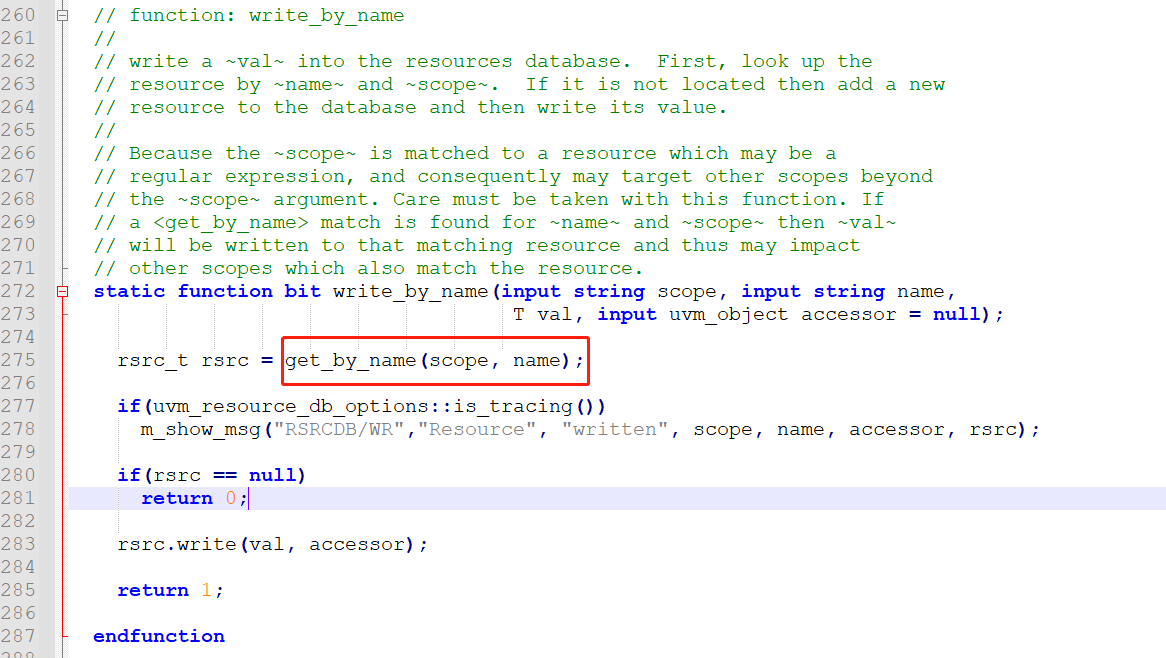 260 // function: write_by_name
261 //
262 // write a ~val~ into the resources database.  First, look up the
263 // resource by ~name~ and ~scope~.  If it is not located then add a new
264 // resource to the database and then write its value.
265 //
266 // Because the ~scope~ is matched to a resource which may be a
267 // regular expression, and consequently may target other scopes beyond
268 // the ~scope~ argument. Care must be taken with this function. If
269 // a <get_by_name> match is found for ~name~ and ~scope~ then ~val~
270 // will be written to that matching resource and thus may impact
271 // other scopes which also match the resource.
272 static function bit write_by_name(input string scope, input string name,
273 T val, input uvm_object accessor = null);
274
275 rsrc_t rsrc = get_by_name(scope, name);
276
277 if(uvm_resource_db_options::is_tracing())
278 m_show_msg("RSRCDB/WR","Resource", "written", scope, name, accessor, rsrc);
279
280 if(rsrc == null)
281 return 0;
282
283 rsrc.write(val, accessor);
284
285 return 1;
286
287 endfunction
288